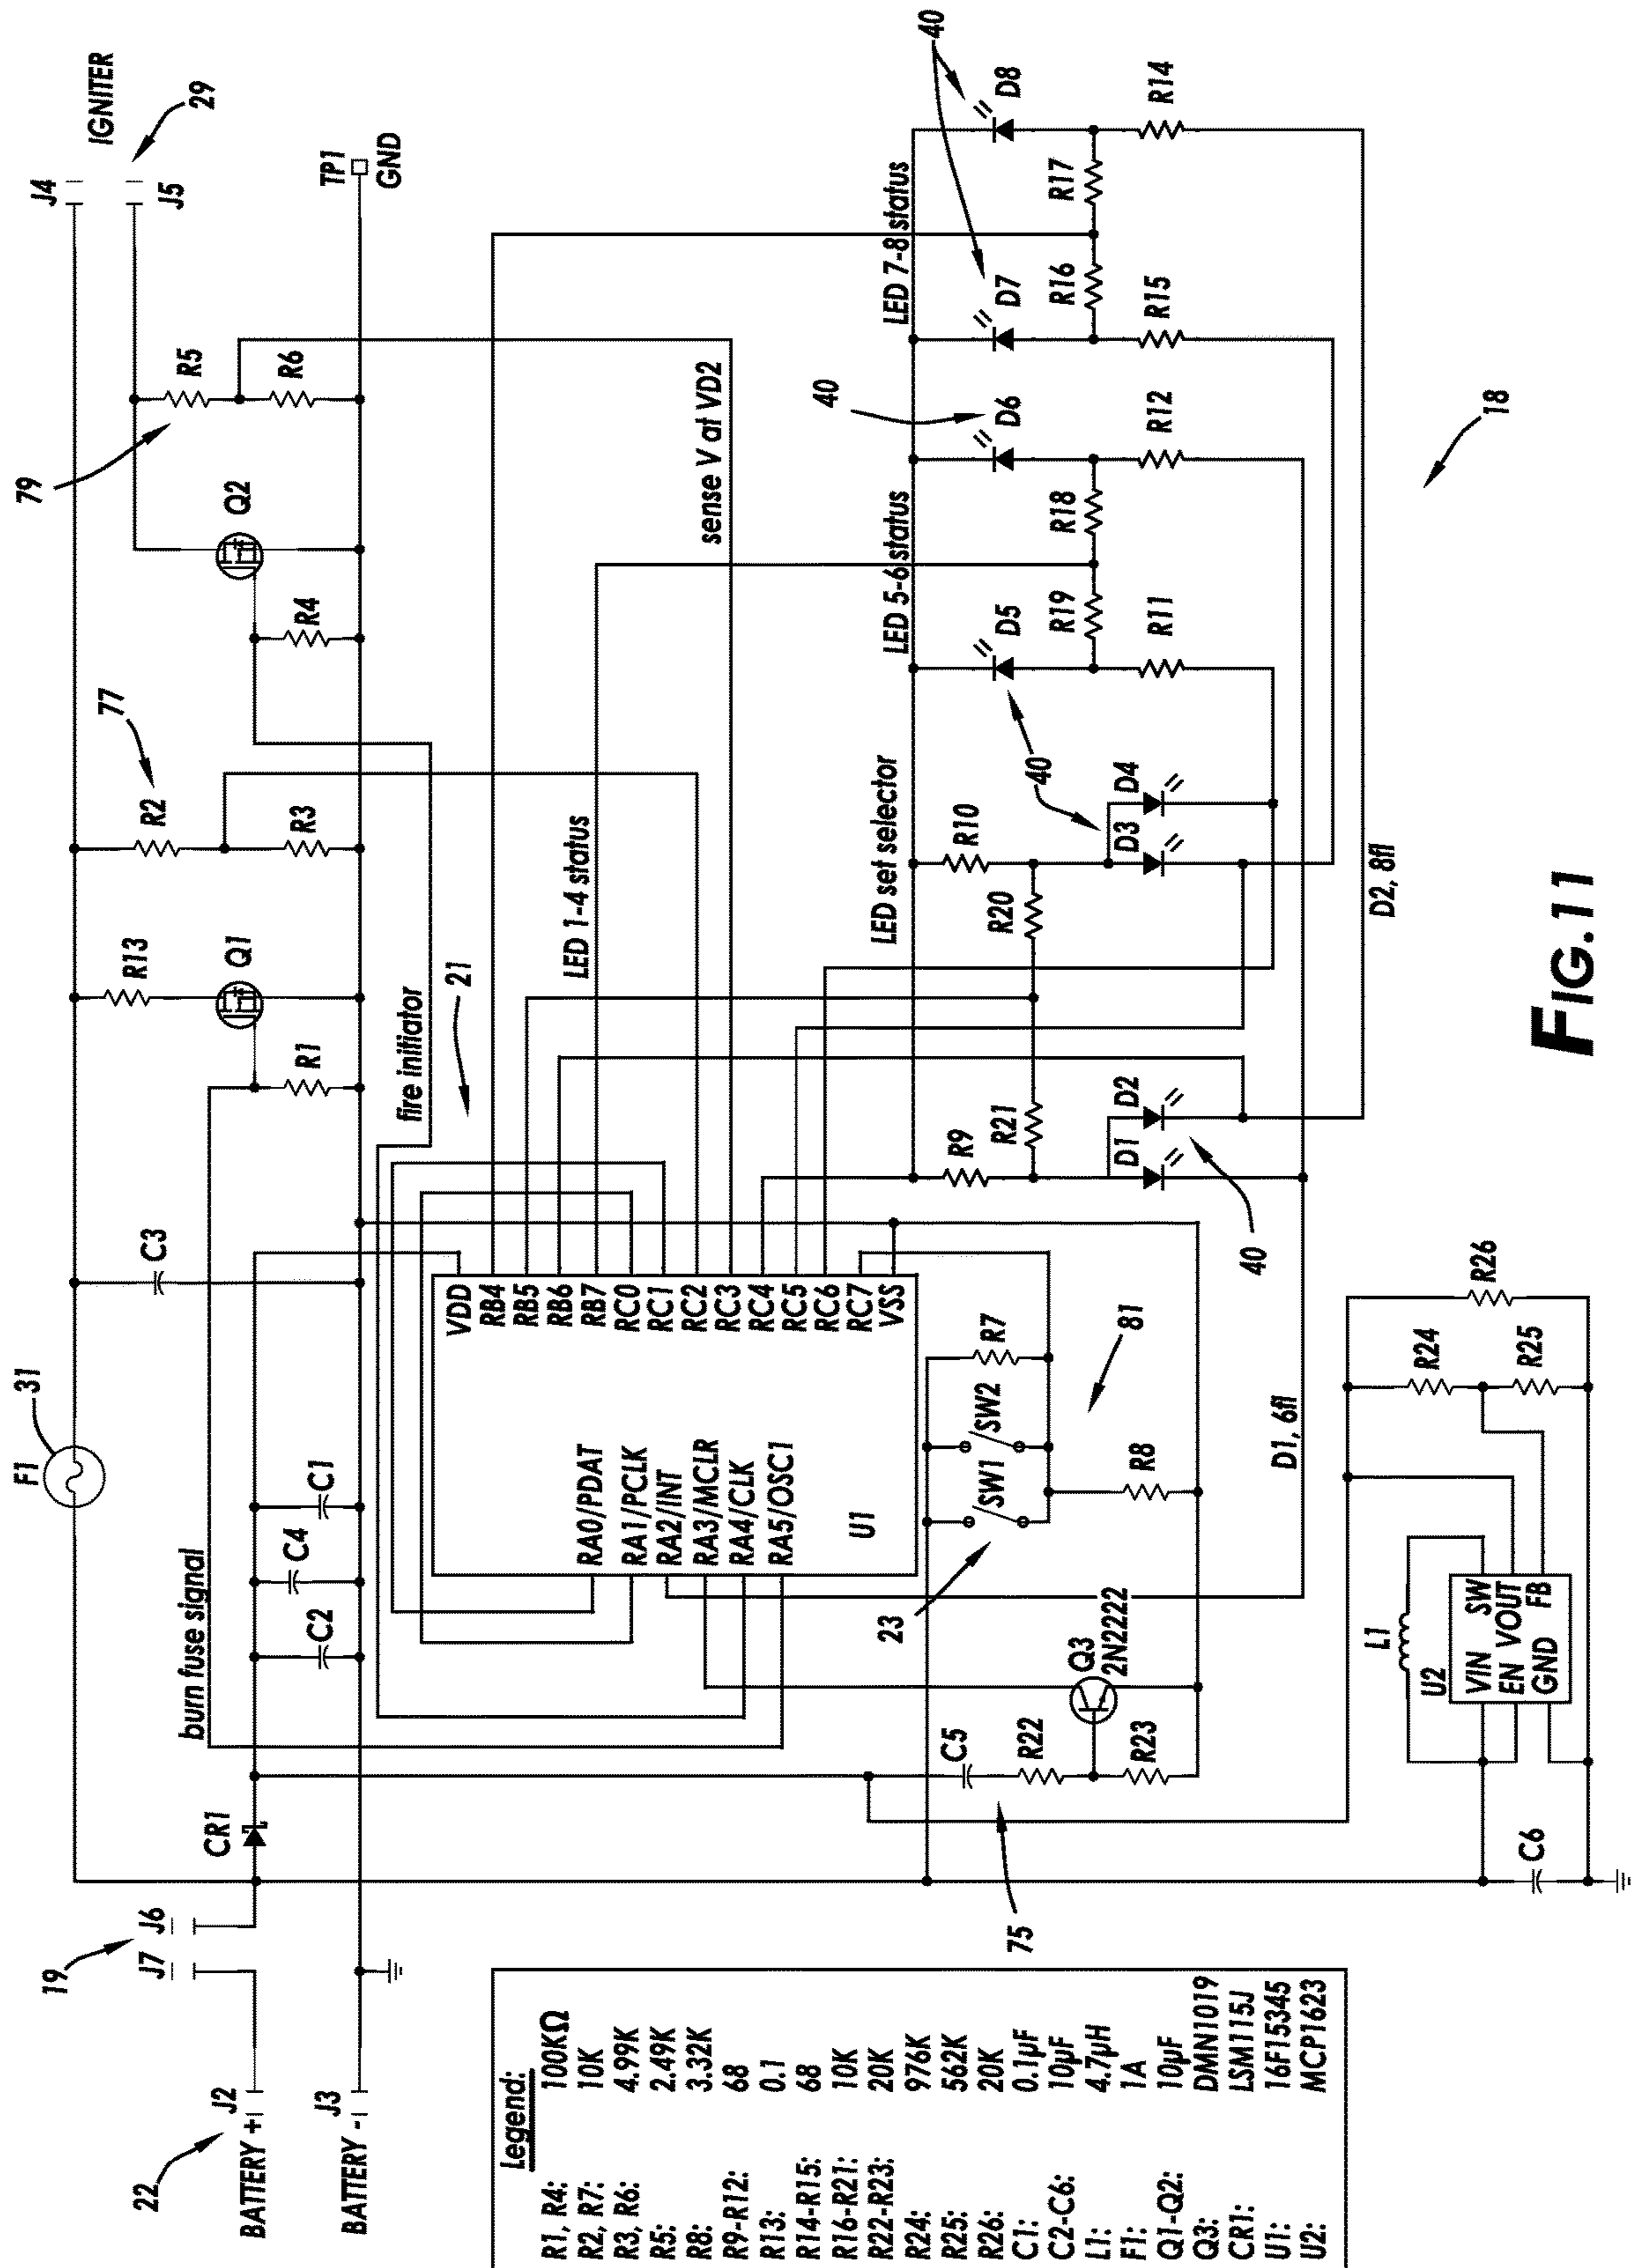 F1
31
J4
IGNITER
29
J5
79
77
R13
R2
R5
C3
19
J7
J6
CR1
burn fuse signal
C2
C4
C1
R1
Q1
R3
R4
Q2
R6
22
J2
BATTERY +
J3
BATTERY -
TP1
GND
fire initiator
21
VDD
RB4
RB5
RB6
RB7
RC0
RC1
RC2
RC3
RC4
RC5
RC6
RC7
VSS
RA0/PDAT
RA1/PCLK
RA2/INT
RA3/MCLR
RA4/CLK
RA5/OSC1
U1
LED 1-4 status
sense V at VD2
LED set selector
LED 5-6 status
LED 7-8 status
40
40
23
SW1
SW2
R7
R8
81
C5
R22
R23
Q3
2N2222
75
R9
R21
R20
R10
D1
D2
D3
D4
40
40
D5
D6
D7
D8
R19
R18
R16
R17
R11
R12
R15
R14
D1, 6fl
D2, 8fl
18
L1
U2
VIN
SW
EN
VOUT
GND
FB
R24
R25
R26
C6
Legend:
R1, R4: 100KΩ
R2, R7: 10K
R3, R6: 4.99K
R5: 2.49K
R8: 3.32K
R9-R12: 68
R13: 0.1
R14-R15: 68
R16-R21: 10K
R22-R23: 20K
R24: 976K
R25: 562K
R26: 20K
C1: 0.1µF
C2-C6: 10µF
L1: 4.7µH
F1: 1A
Q1-Q2: 10µF
Q3: DMN1019
CR1: LSM115J
U1: 16F15345
U2: MCP1623
FIG.11